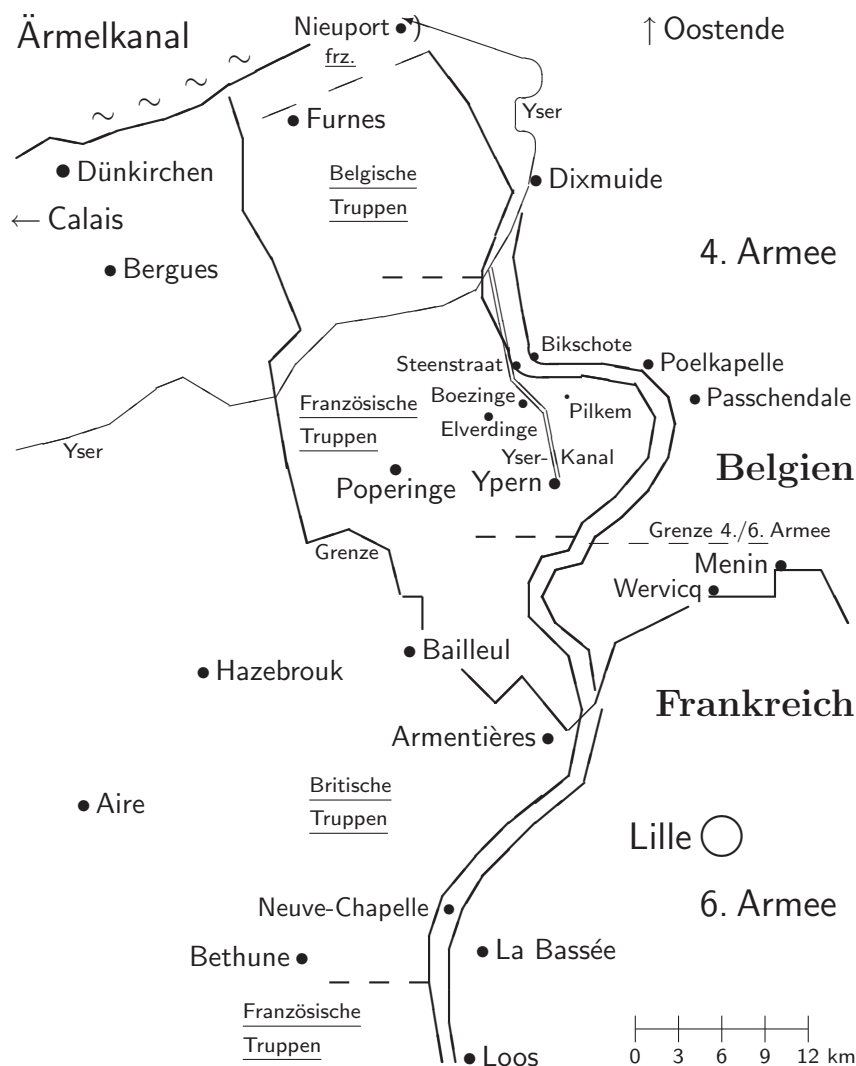 Ärmelkanal
Nieuport
↑ Oostende
frz.
Yser
Furnes
Dünkirchen
Belgische
Truppen
Dixmuide
← Calais
4. Armee
Bergues
Bikschote
Steenstraat
Poelkapelle
Boezinge
Pilkem
Passchendale
Französische
Truppen
Elverdinge
Yser
Yser-Kanal
Belgien
Poperinge
Ypern
Grenze 4./6. Armee
Grenze
Menin
Wervicq
Bailleul
Hazebrouk
Frankreich
Armentières
Britische
Truppen
Aire
Lille
6. Armee
Neuve-Chapelle
Bethune
La Bassée
Französische
Truppen
Loos
0 3 6 9 12 km